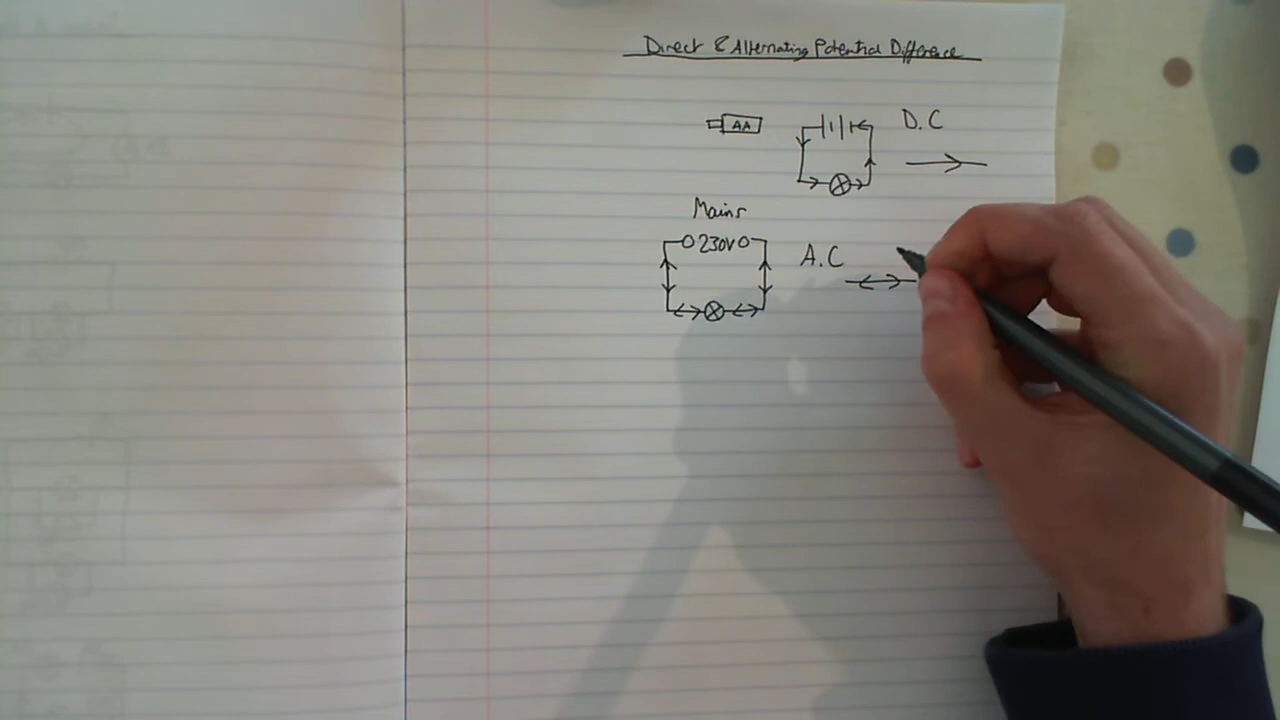 Direct & Alternating Potential Difference
AA
D.C
Mains
230V
A.C